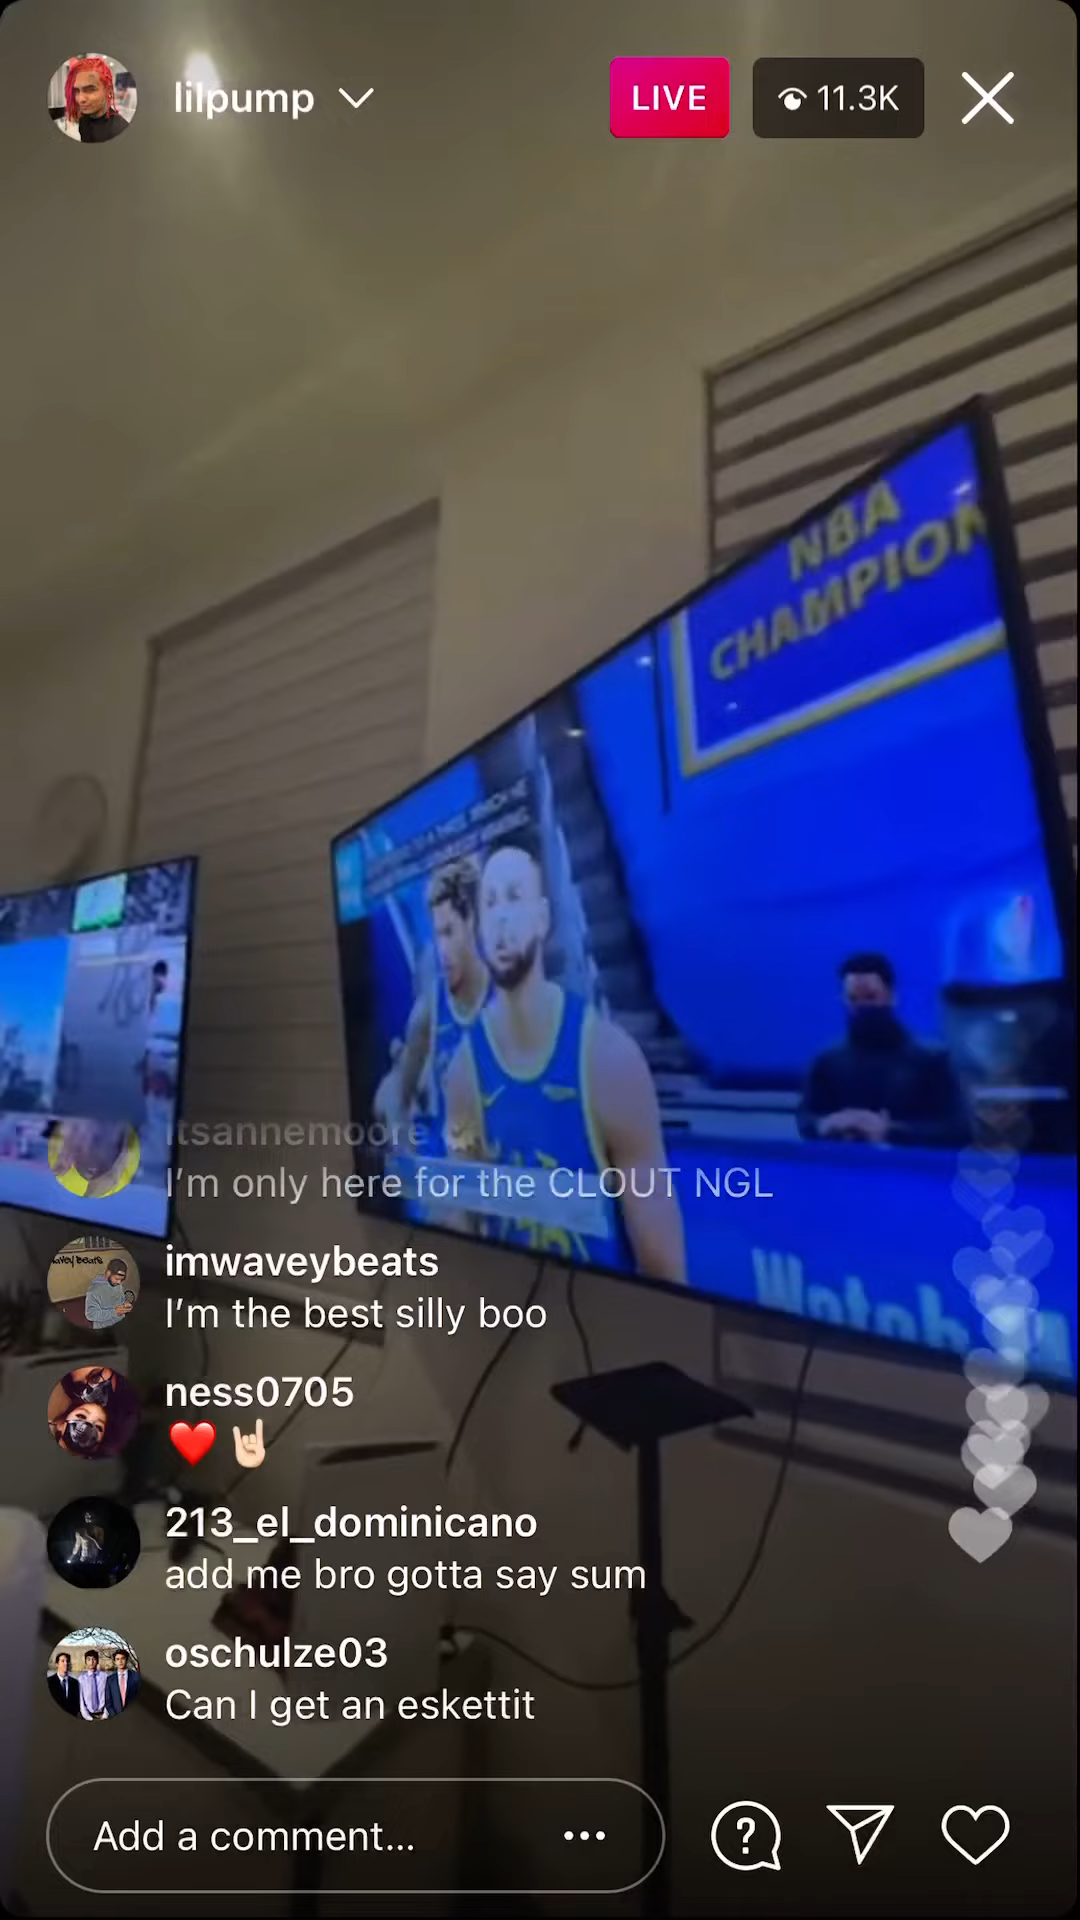 lilpump
LIVE
11.3K
NBA
CHAMPION
itsannemoore
I'm only here for the CLOUT NGL
imwaveybeats
I'm the best silly boo
ness0705
❤️🤘🏻
213_el_dominicano
add me bro gotta say sum
oschulze03
Can I get an eskettit
Add a comment...